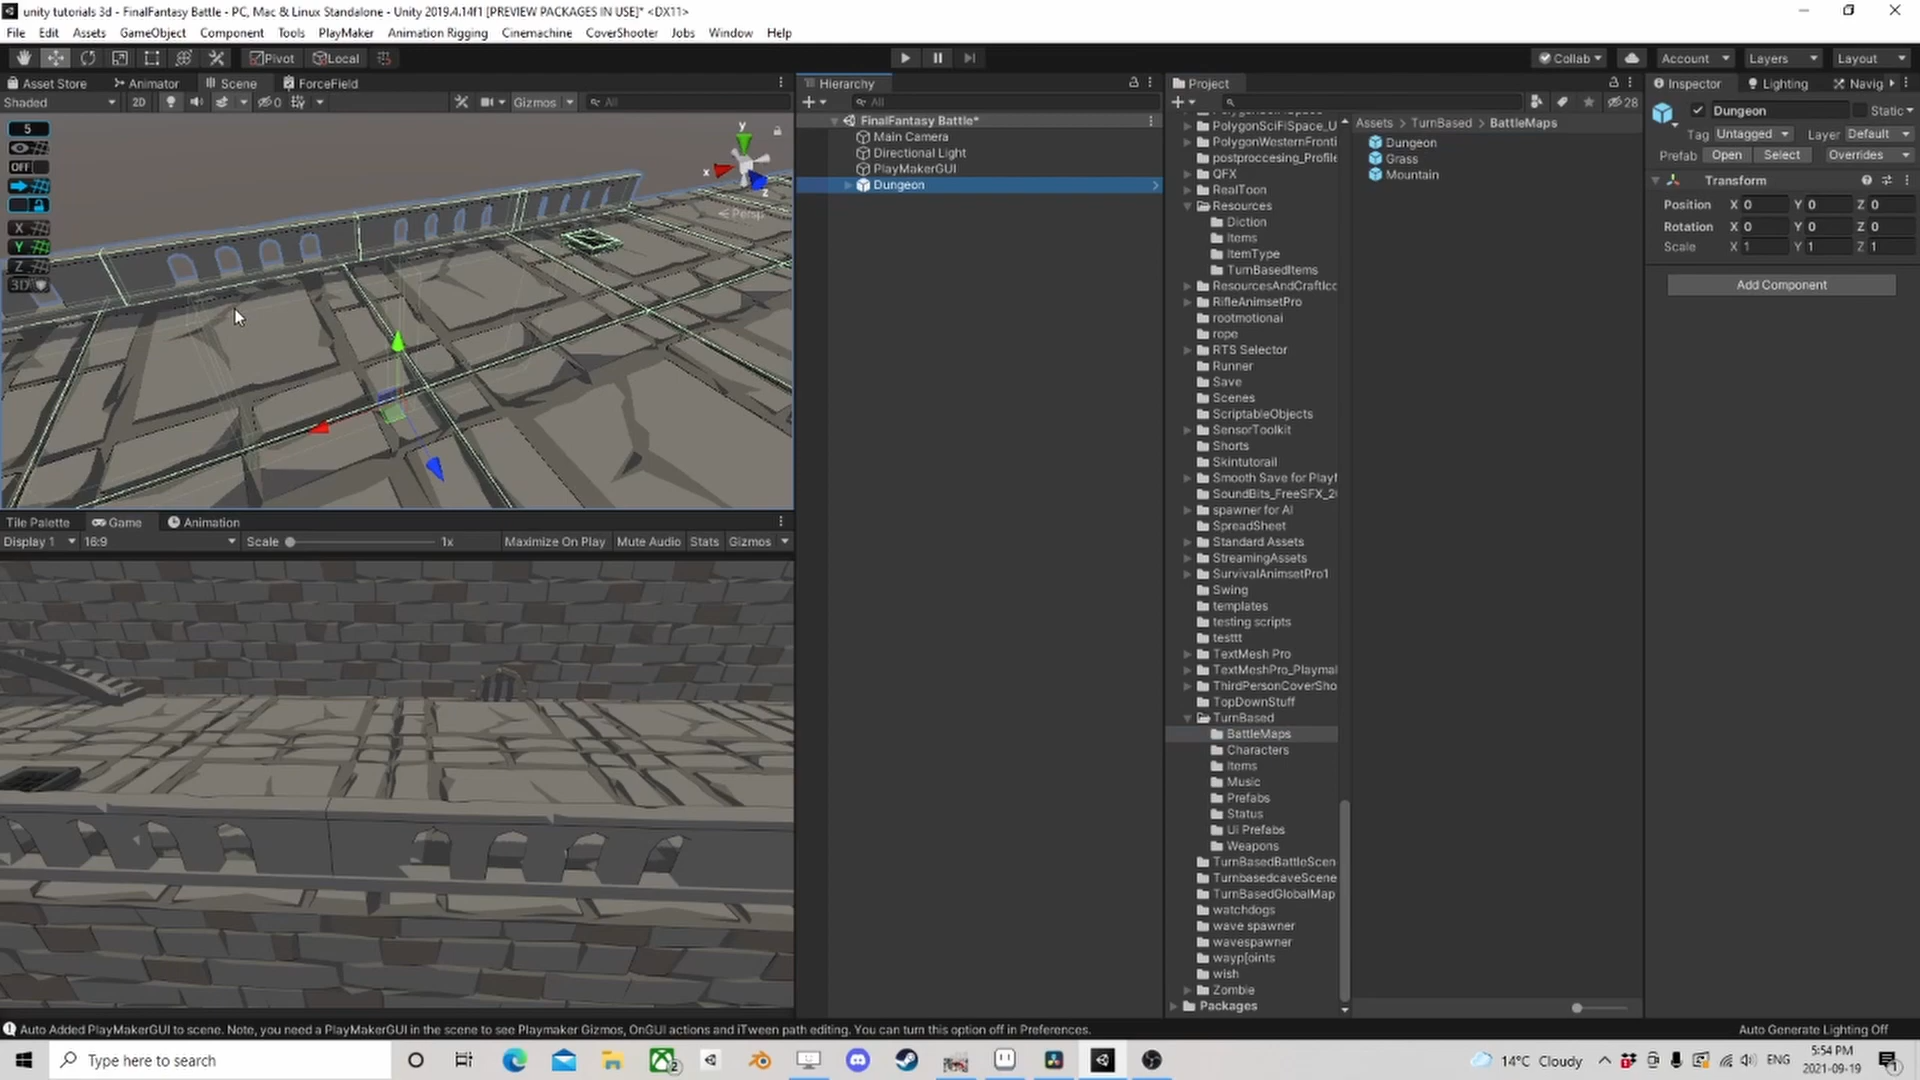 unity tutorials 3d - FinalFantasy Battle - PC, Mac & Linux Standalone - Unity 2019.4.14f1 [PREVIEW PACKAGES IN USE]* <DX11>
File Edit Assets GameObject Component Tools PlayMaker Animation Rigging Cinemachine CoverShooter Jobs Window Help
Pivot Local Collab Account Layers Layout
Asset Store Animator Scene ForceField
Shaded 2D 0 Gizmos All
5
OFF
X
Y
Z
3D
y
x
z
Persp
Tile Palette Game Animation
Display 1 16:9 Scale 1x Maximize On Play Mute Audio Stats Gizmos
Hierarchy
All
FinalFantasy Battle*
Main Camera
Directional Light
PlayMakerGUI
Dungeon
Project
28
PolygonSciFiSpace_U
PolygonWesternFronti
postproccesing_Profile
QFX
RealToon
Resources
Diction
Items
ItemType
TurnBasedItems
ResourcesAndCraftIcc
RifleAnimsetPro
rootmotionai
rope
RTS Selector
Runner
Save
Scenes
ScriptableObjects
SensorToolkit
Shorts
Skintutorail
Smooth Save for Playf
SoundBits_FreeSFX_2
spawner for AI
SpreadSheet
Standard Assets
StreamingAssets
SurvivalAnimsetPro1
Swing
templates
testing scripts
testtt
TextMesh Pro
TextMeshPro_Playmal
ThirdPersonCoverSho
TopDownStuff
TurnBased
BattleMaps
Characters
Items
Music
Prefabs
Status
Ui Prefabs
Weapons
TurnBasedBattleScen
TurnbasedcaveScene
TurnBasedGlobalMap
watchdogs
wave spawner
wavespawner
wayp[oints
wish
Zombie
Packages
Assets > TurnBased > BattleMaps
Dungeon
Grass
Mountain
Inspector Lighting Navig
Dungeon Static
Tag Untagged Layer Default
Prefab Open Select Overrides
Transform
Position X 0 Y 0 Z 0
Rotation X 0 Y 0 Z 0
Scale X 1 Y 1 Z 1
Add Component
Auto Added PlayMakerGUI to scene. Note, you need a PlayMakerGUI in the scene to see Playmaker Gizmos, OnGUI actions and iTween path editing. You can turn this option off in Preferences.
Auto Generate Lighting Off
Type here to search
2
14°C Cloudy
ENG
5:54 PM
2021-09-19
1